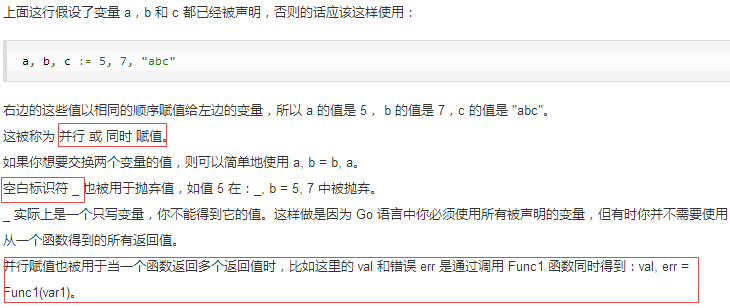 上面这行假设了变量 a，b 和 c 都已经被声明，否则的话应该这样使用：
a, b, c := 5, 7, "abc"
右边的这些值以相同的顺序赋值给左边的变量，所以 a 的值是 5， b 的值是 7，c 的值是 "abc"。
这被称为 并行 或 同时 赋值。
如果你想要交换两个变量的值，则可以简单地使用 a, b = b, a。
空白标识符 _ 也被用于抛弃值，如值 5 在：_, b = 5, 7 中被抛弃。
_ 实际上是一个只写变量，你不能得到它的值。这样做是因为 Go 语言中你必须使用所有被声明的变量，但有时你并不需要使用
从一个函数得到的所有返回值。
并行赋值也被用于当一个函数返回多个返回值时，比如这里的 val 和错误 err 是通过调用 Func1 函数同时得到：val, err =
Func1(var1)。